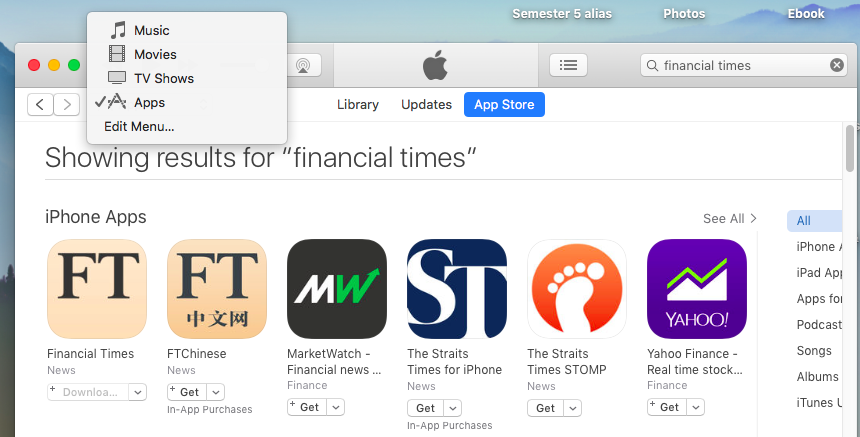 Semester 5 alias
Photos
Ebook
Music
Movies
TV Shows
Apps
Edit Menu...
financial times
Library
Updates
App Store
Showing results for “financial times”
iPhone Apps
See All
FT
FT
中文网
MW
ST
YAHOO!
Financial Times
News
Downloa...
FTChinese
News
Get
In-App Purchases
MarketWatch -
Financial news ...
Finance
Get
The Straits
Times for iPhone
News
Get
In-App Purchases
The Straits
Times STOMP
News
Get
Yahoo Finance -
Real time stock...
Finance
Get
All
iPhone A
iPad App
Apps for
Podcast
Songs
Albums
iTunes U